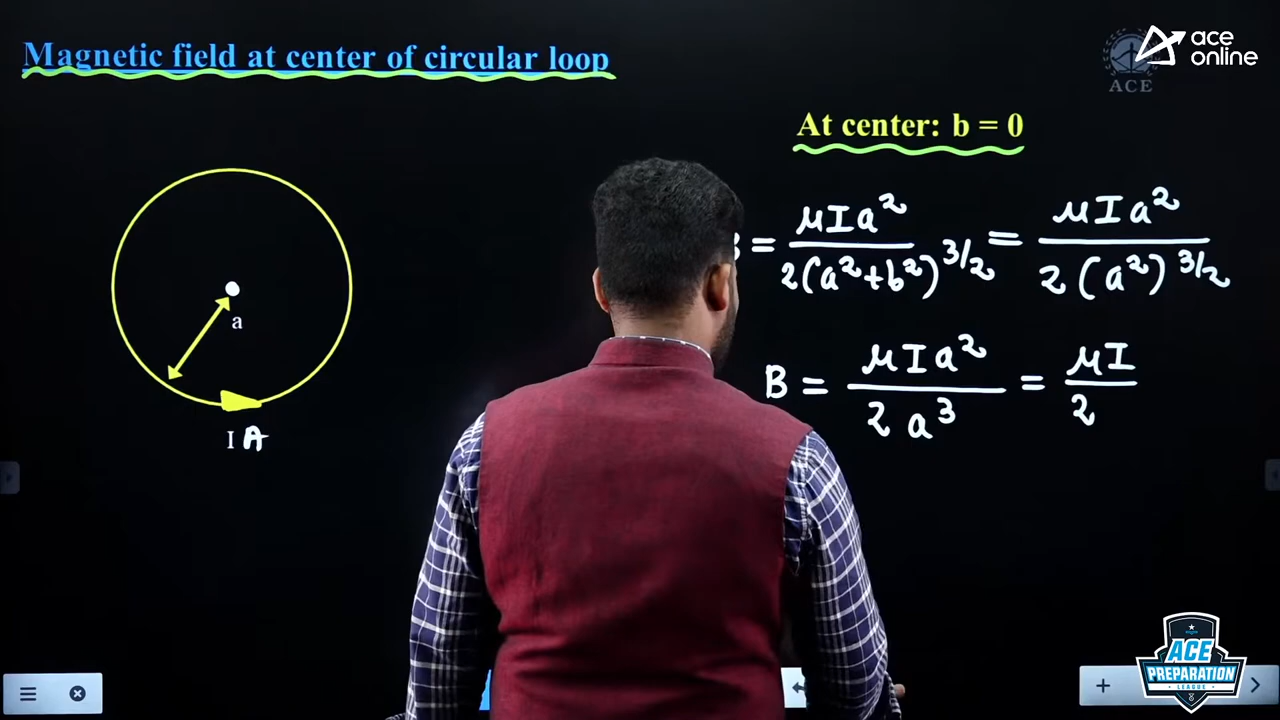 Magnetic field at center of circular loop
ace online
ACE
At center: b = 0
= μIa² / 2(a²+b²)^3/2 = μIa² / 2(a²)^3/2
B = μIa² / 2a³ = μI / 2
a
I A
ACE
PREPARATION
LEAGUE